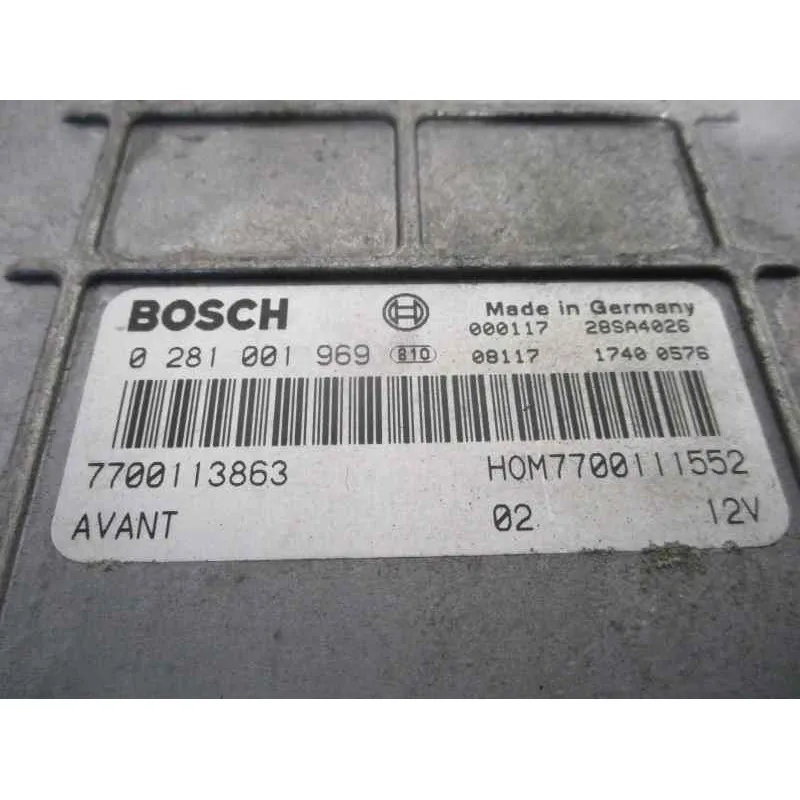 BOSCH Made in Germany
000117 28SA4026
0 281 001 969 810 08117 1740 0576
7700113863 HOM7700111552
AVANT 02 12V